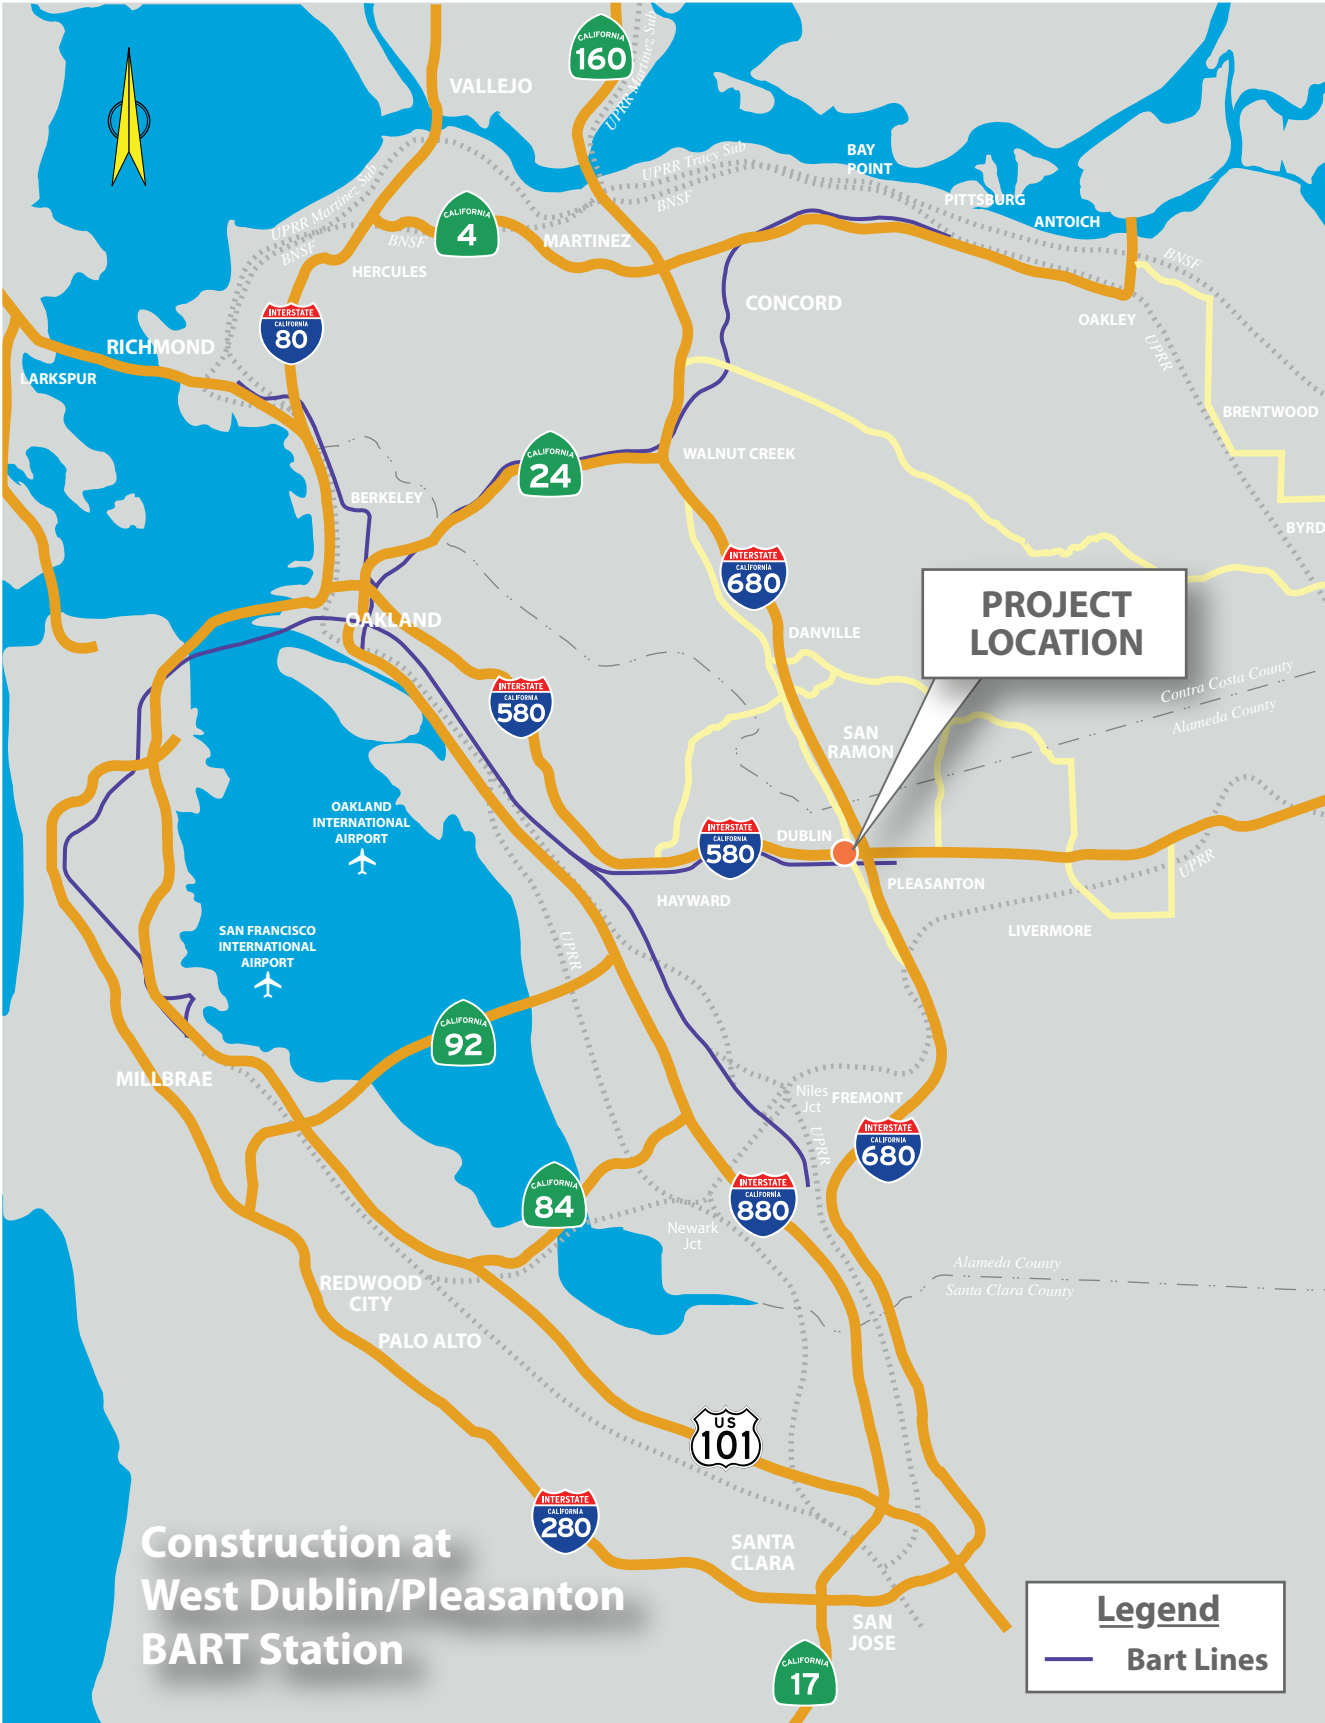 CALIFORNIA
160
UPRR Martinez Sub
VALLEJO
UPRR Martinez Sub
UPRR Tracy Sub
BNSF
BAY
POINT
PITTSBURG
ANTOICH
UPRR Martinez Sub
BNSF
BNSF
CALIFORNIA
4
MARTINEZ
HERCULES
BNSF
CONCORD
OAKLEY
UPRR
INTERSTATE
CALIFORNIA
80
RICHMOND
LARKSPUR
BRENTWOOD
CALIFORNIA
24
WALNUT CREEK
BERKELEY
BYRD
INTERSTATE
CALIFORNIA
680
PROJECT
LOCATION
OAKLAND
DANVILLE
Contra Costa County
Alameda County
INTERSTATE
CALIFORNIA
580
SAN
RAMON
OAKLAND
INTERNATIONAL
AIRPORT
INTERSTATE
CALIFORNIA
580
DUBLIN
UPRR
PLEASANTON
HAYWARD
LIVERMORE
SAN FRANCISCO
INTERNATIONAL
AIRPORT
UPRR
CALIFORNIA
92
MILLBRAE
Niles
Jct
FREMONT
UPRR
INTERSTATE
CALIFORNIA
680
CALIFORNIA
84
INTERSTATE
CALIFORNIA
880
Newark
Jct
Alameda County
Santa Clara County
REDWOOD
CITY
PALO ALTO
US
101
INTERSTATE
CALIFORNIA
280
SANTA
CLARA
SAN
JOSE
CALIFORNIA
17
Construction at
West Dublin/Pleasanton
BART Station
Legend
Bart Lines